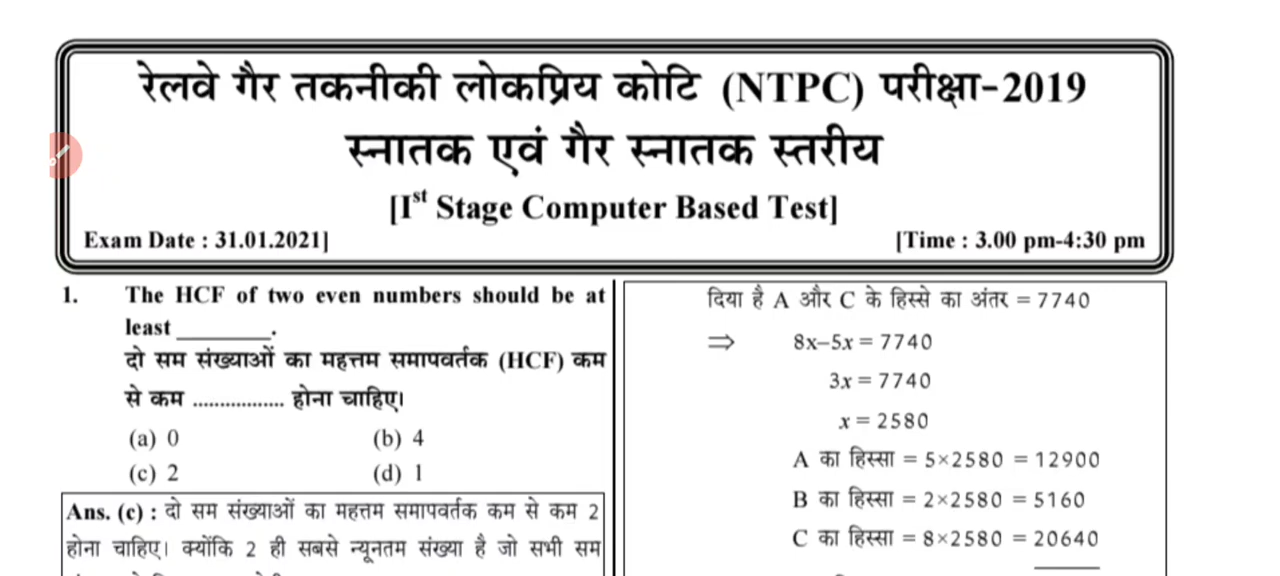 रेलवे गैर तकनीकी लोकप्रिय कोटि (NTPC) परीक्षा-2019
स्नातक एवं गैर स्नातक स्तरीय
[Ist Stage Computer Based Test]
Exam Date : 31.01.2021]
[Time : 3.00 pm-4:30 pm
1. The HCF of two even numbers should be at
least ________.
दो सम संख्याओं का महत्तम समापवर्तक (HCF) कम
से कम ................. होना चाहिए।
(a) 0 (b) 4
(c) 2 (d) 1
Ans. (c) : दो सम संख्याओं का महत्तम समापवर्तक कम से कम 2
होना चाहिए। क्योंकि 2 ही सबसे न्यूनतम संख्या है जो सभी सम
दिया है A और C के हिस्से का अंतर = 7740
⇒ 8x–5x = 7740
3x = 7740
x = 2580
A का हिस्सा = 5×2580 = 12900
B का हिस्सा = 2×2580 = 5160
C का हिस्सा = 8×2580 = 20640